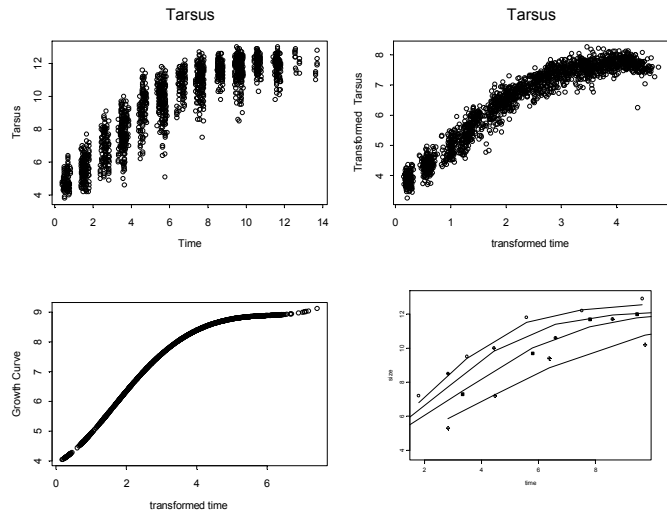 Tarsus
Tarsus
12
10
8
6
4
Tarsus
0 2 4 6 8 10 12 14
Time
8
7
6
5
4
Transformed Tarsus
0 1 2 3 4
transformed time
9
8
7
6
5
4
Growth Curve
0 2 4 6
transformed time
12
10
8
6
4
size
2 4 6 8
time